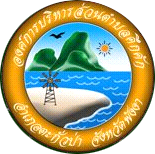 องค์การบริหารส่วนตำบลคึกคัก
อำเภอตะกั่วป่า จังหวัดพังงา